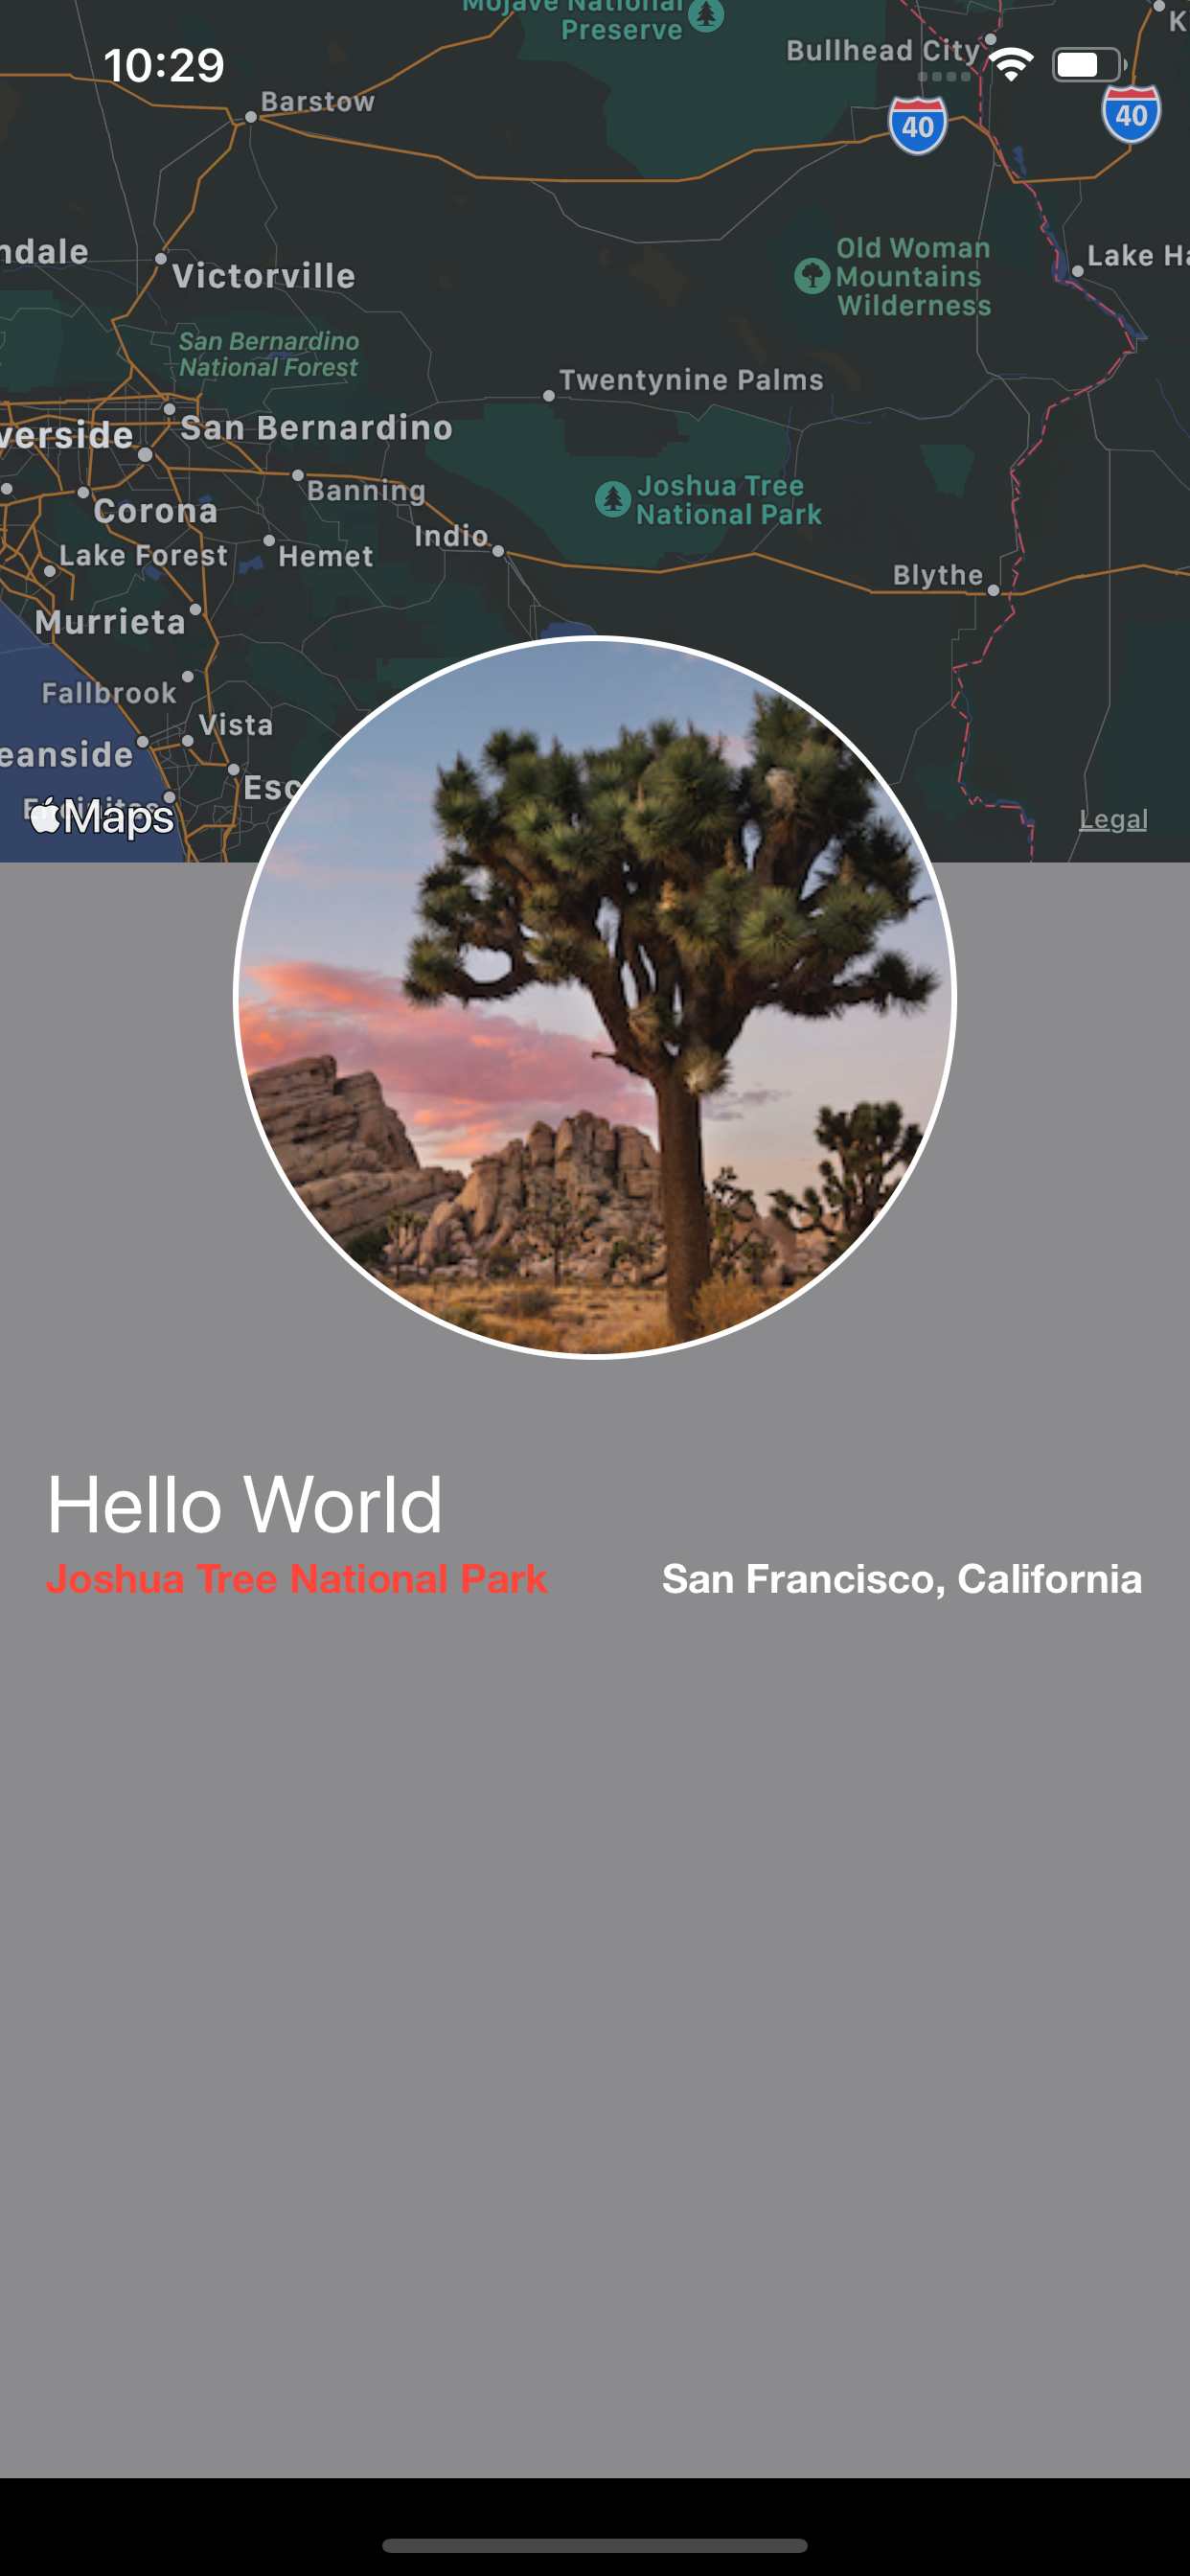 Mojave National
Preserve
10:29
Bullhead City
K
Barstow
40
40
ndale
Victorville
Old Woman
Mountains
Wilderness
Lake Ha
San Bernardino
National Forest
Twentynine Palms
verside
San Bernardino
Banning
Joshua Tree
National Park
Corona
Indio
Lake Forest
Hemet
Blythe
Murrieta
Fallbrook
Vista
eanside
Esc
Maps
Legal
Hello World
Joshua Tree National Park
San Francisco, California